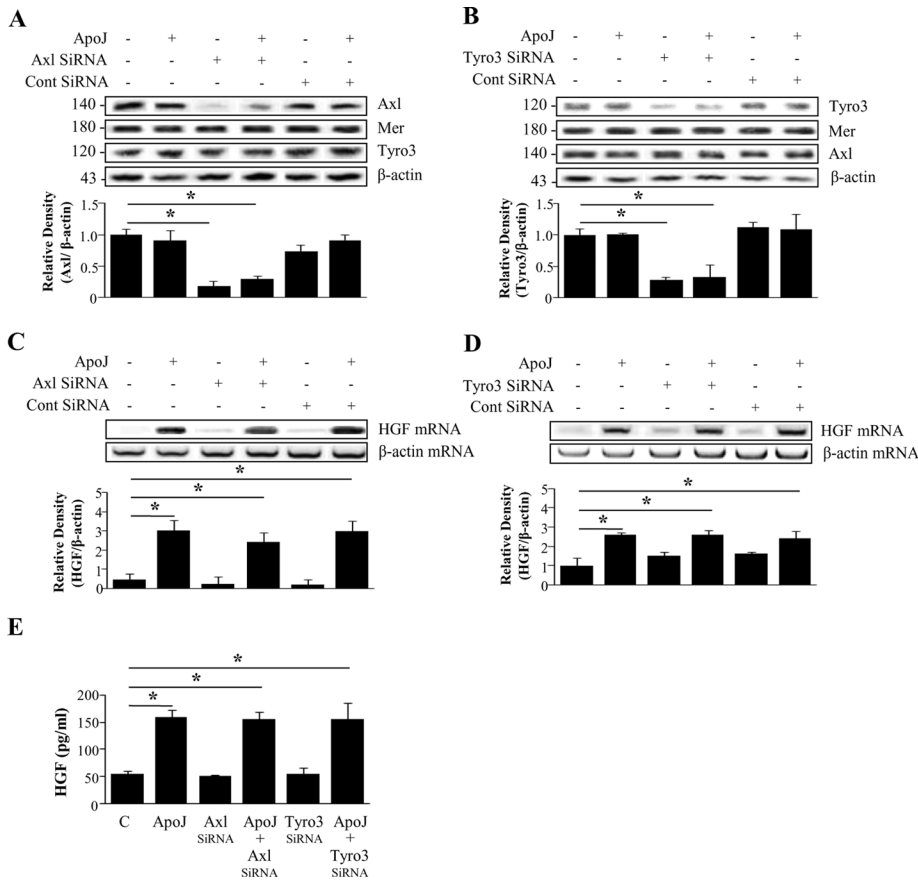 A
ApoJ - + - + - +
Axl SiRNA - - + + - -
Cont SiRNA - - - - + +
140 Axl
180 Mer
120 Tyro3
43 β-actin
Relative Density
(Axl/ β-actin)
1.5
1.0
0.5
0
* *
B
ApoJ - + - + - +
Tyro3 SiRNA - - + + - -
Cont SiRNA - - - - + +
120 Tyro3
180 Mer
140 Axl
43 β-actin
Relative Density
(Tyro3/β-actin)
1.5
1.0
0.5
0
* *
C
ApoJ - + - + - +
Axl SiRNA - - + + - -
Cont SiRNA - - - - + +
HGF mRNA
β-actin mRNA
Relative Density
(HGF/β-actin)
5
4
3
2
1
0
* * *
D
ApoJ - + - + - +
Tyro3 SiRNA - - + + - -
Cont SiRNA - - - - + +
HGF mRNA
β-actin mRNA
Relative Density
(HGF/β-actin)
5
4
3
2
1
0
* * *
E
HGF (pg/ml)
200
150
100
50
0
* * *
C
ApoJ
Axl
SiRNA
ApoJ
+
Axl
SiRNA
Tyro3
SiRNA
ApoJ
+
Tyro3
SiRNA